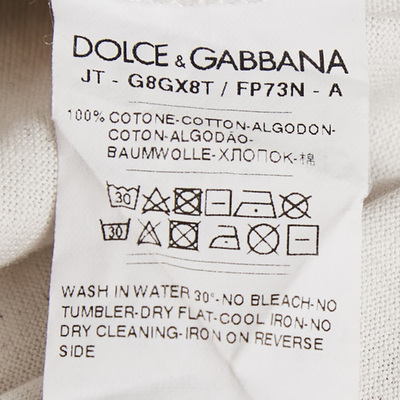 DOLCE & GABBANA
JT - G8GX8T / FP73N - A
100% COTONE-COTTON-ALGODON-
COTON-ALGODÃO-
BAUMWOLLE-ХЛОПОК-棉
30
30
WASH IN WATER 30°-NO BLEACH-NO
TUMBLER-DRY FLAT-COOL IRON-NO
DRY CLEANING-IRON ON REVERSE
SIDE